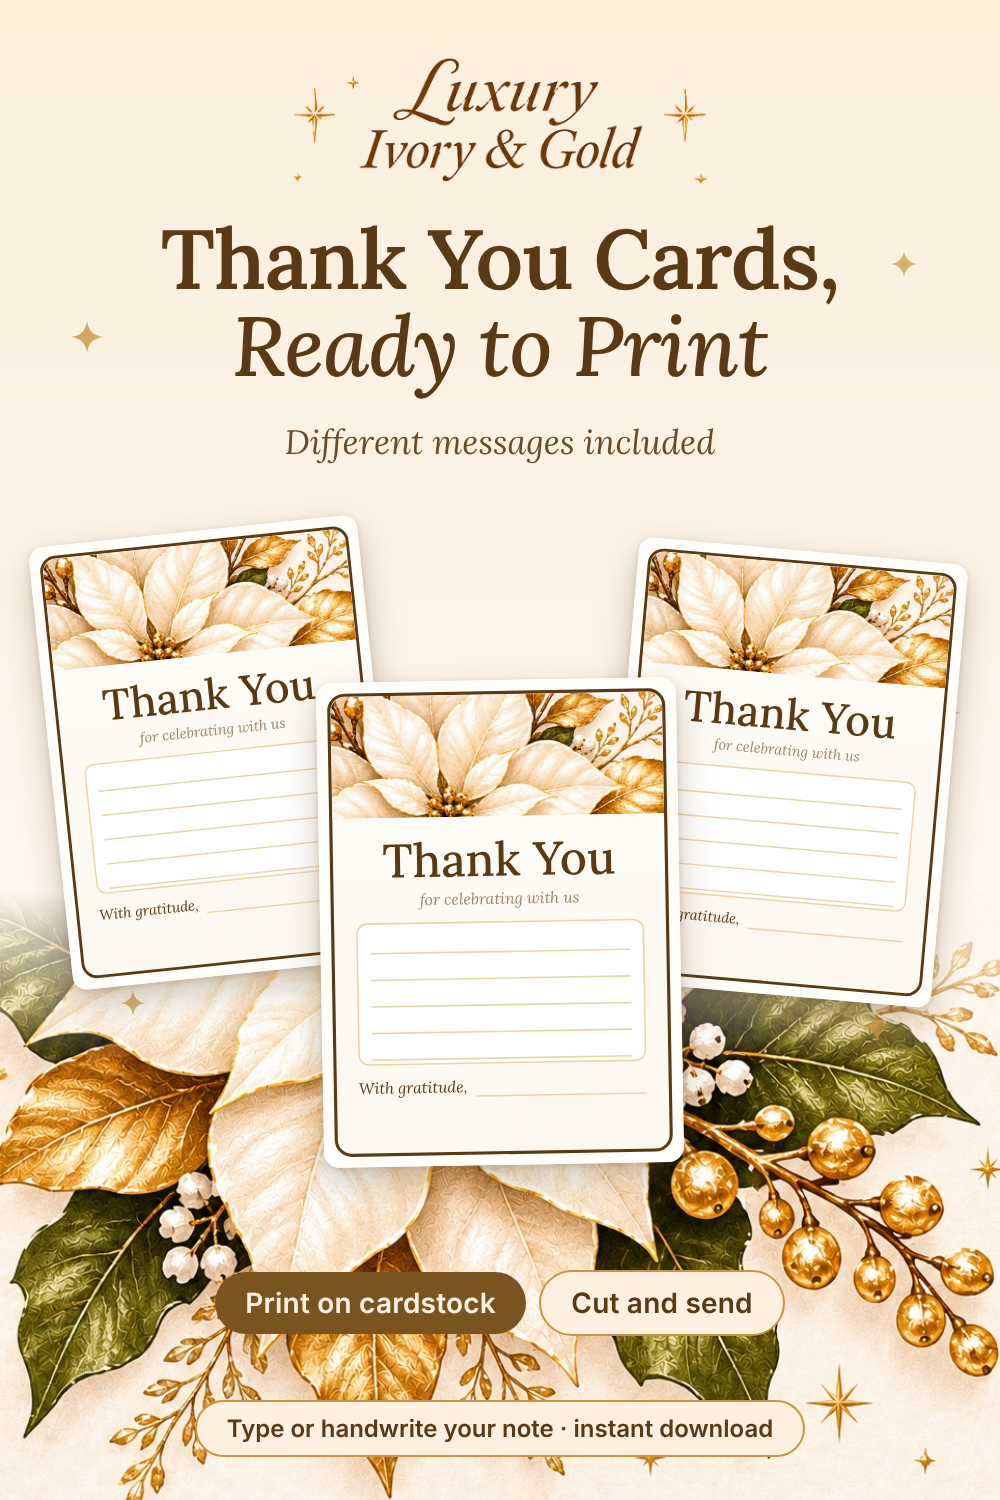 Luxury
Ivory & Gold
Thank You Cards,
Ready to Print
Different messages included
Thank You
for celebrating with us
With gratitude,
Thank You
for celebrating with us
With gratitude,
Thank You
for celebrating with us
gratitude,
Print on cardstock
Cut and send
Type or handwrite your note · instant download